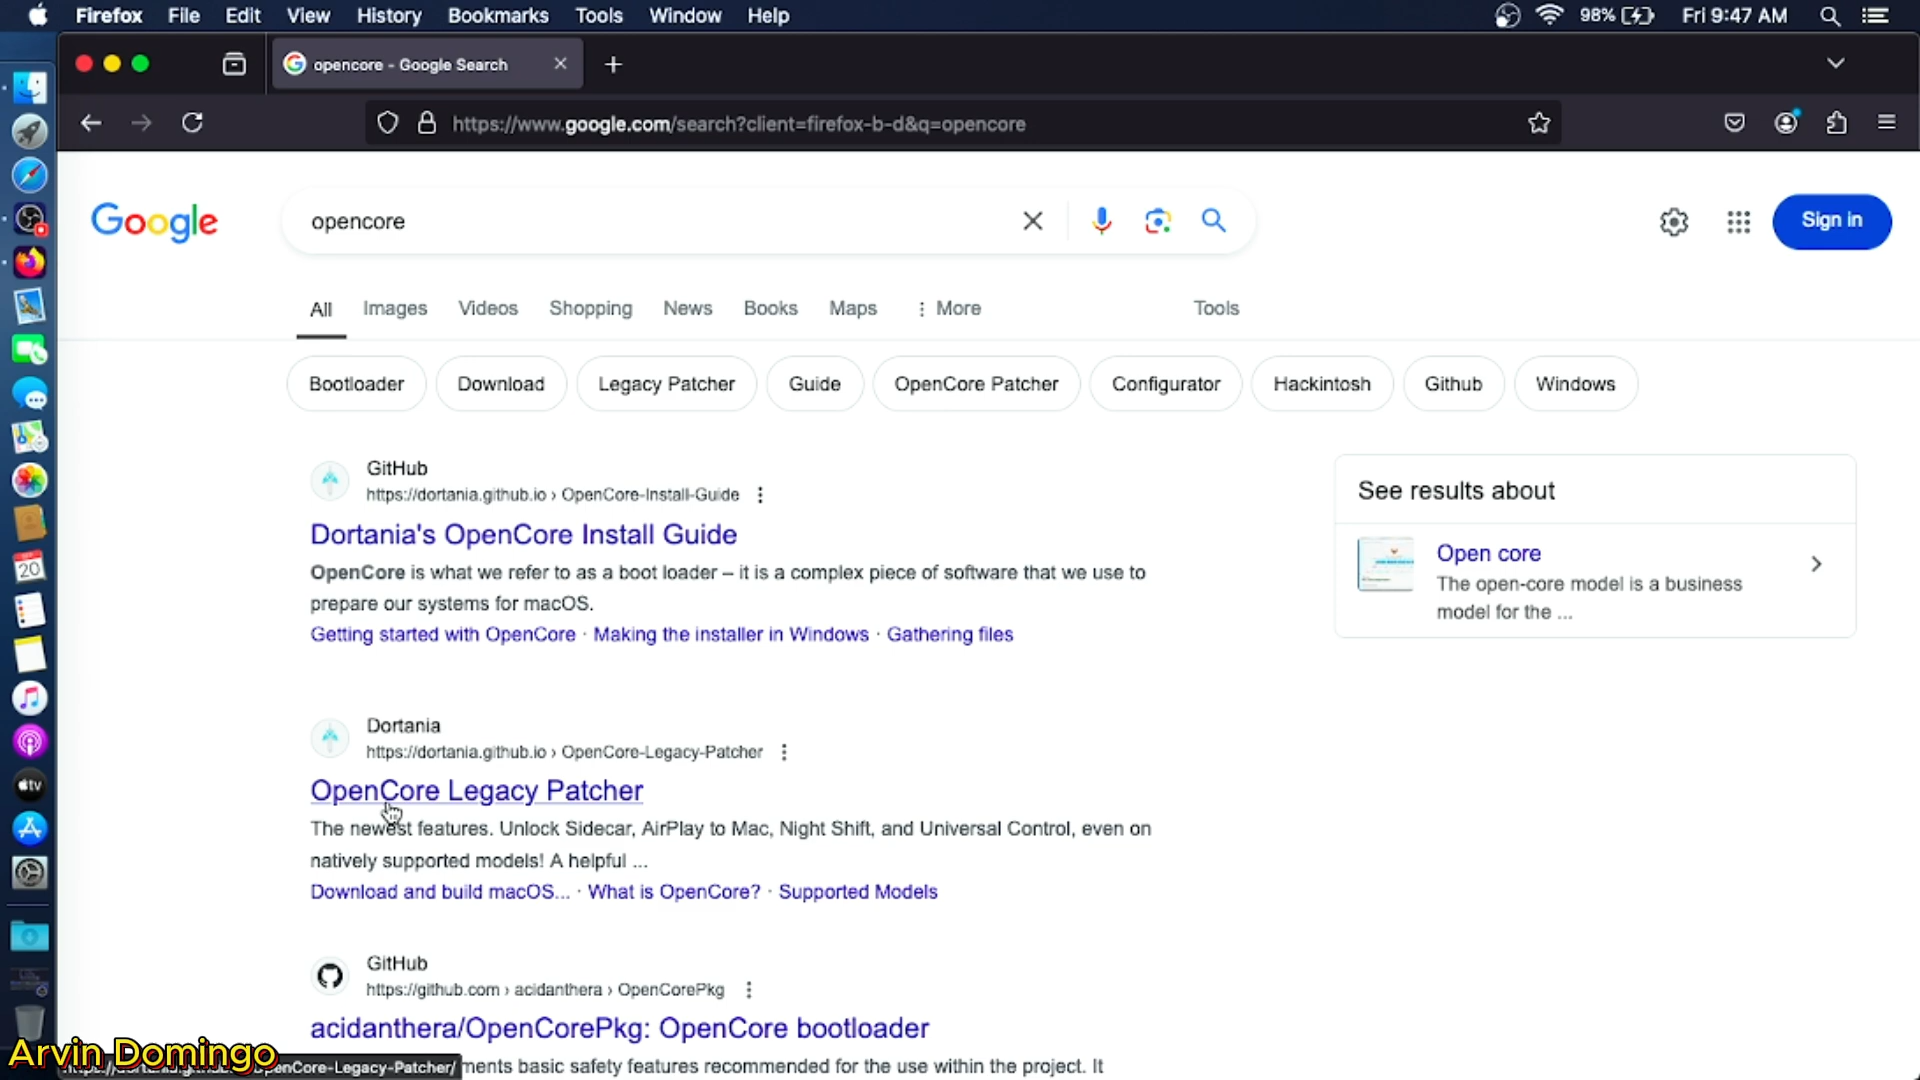 Firefox File Edit View History Bookmarks Tools Window Help 98% Fri 9:47 AM
opencore - Google Search
https://www.google.com/search?client=firefox-b-d&q=opencore
Google opencore Sign in
All Images Videos Shopping News Books Maps More Tools
Bootloader Download Legacy Patcher Guide OpenCore Patcher Configurator Hackintosh Github Windows
GitHub
https://dortania.github.io › OpenCore-Install-Guide
Dortania's OpenCore Install Guide
OpenCore is what we refer to as a boot loader – it is a complex piece of software that we use to
prepare our systems for macOS.
Getting started with OpenCore · Making the installer in Windows · Gathering files
See results about
Open core
The open-core model is a business
model for the ...
Dortania
https://dortania.github.io › OpenCore-Legacy-Patcher
OpenCore Legacy Patcher
The newest features. Unlock Sidecar, AirPlay to Mac, Night Shift, and Universal Control, even on
natively supported models! A helpful ...
Download and build macOS... · What is OpenCore? · Supported Models
GitHub
https://github.com › acidanthera › OpenCorePkg
acidanthera/OpenCorePkg: OpenCore bootloader
ments basic safety features recommended for the use within the project. It
20
tv
Arvin Domingo
OpenCore-Legacy-Patcher/